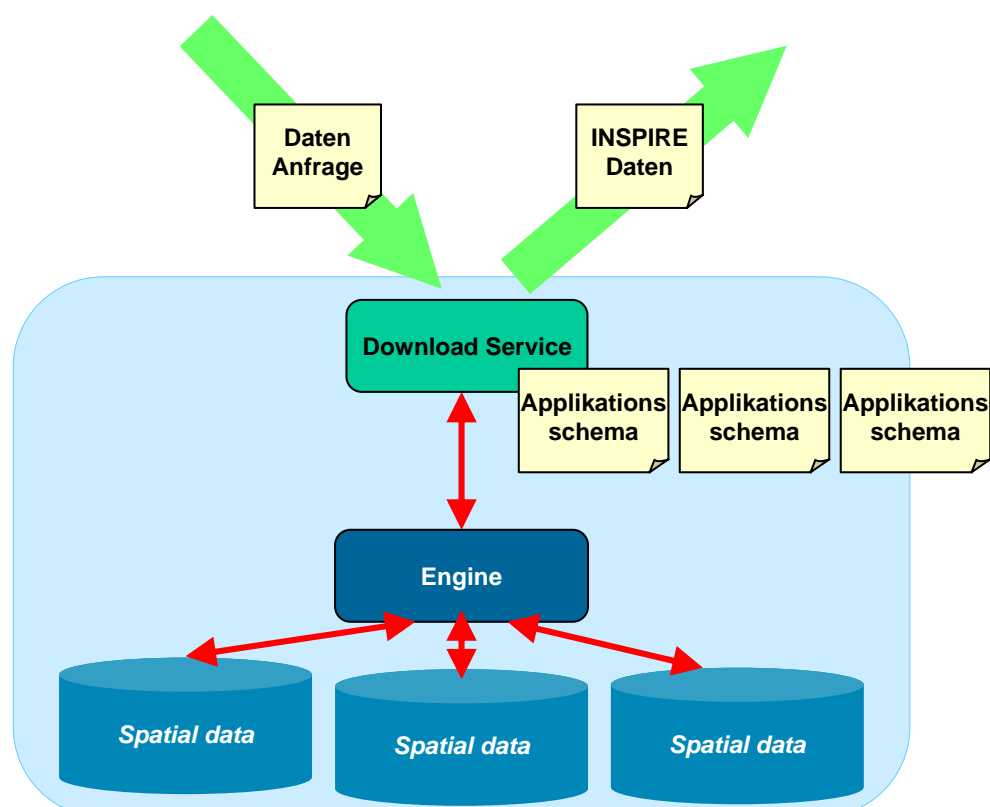 Daten
Anfrage
INSPIRE
Daten
Download Service
Applikations
schema
Applikations
schema
Applikations
schema
Engine
Spatial data
Spatial data
Spatial data